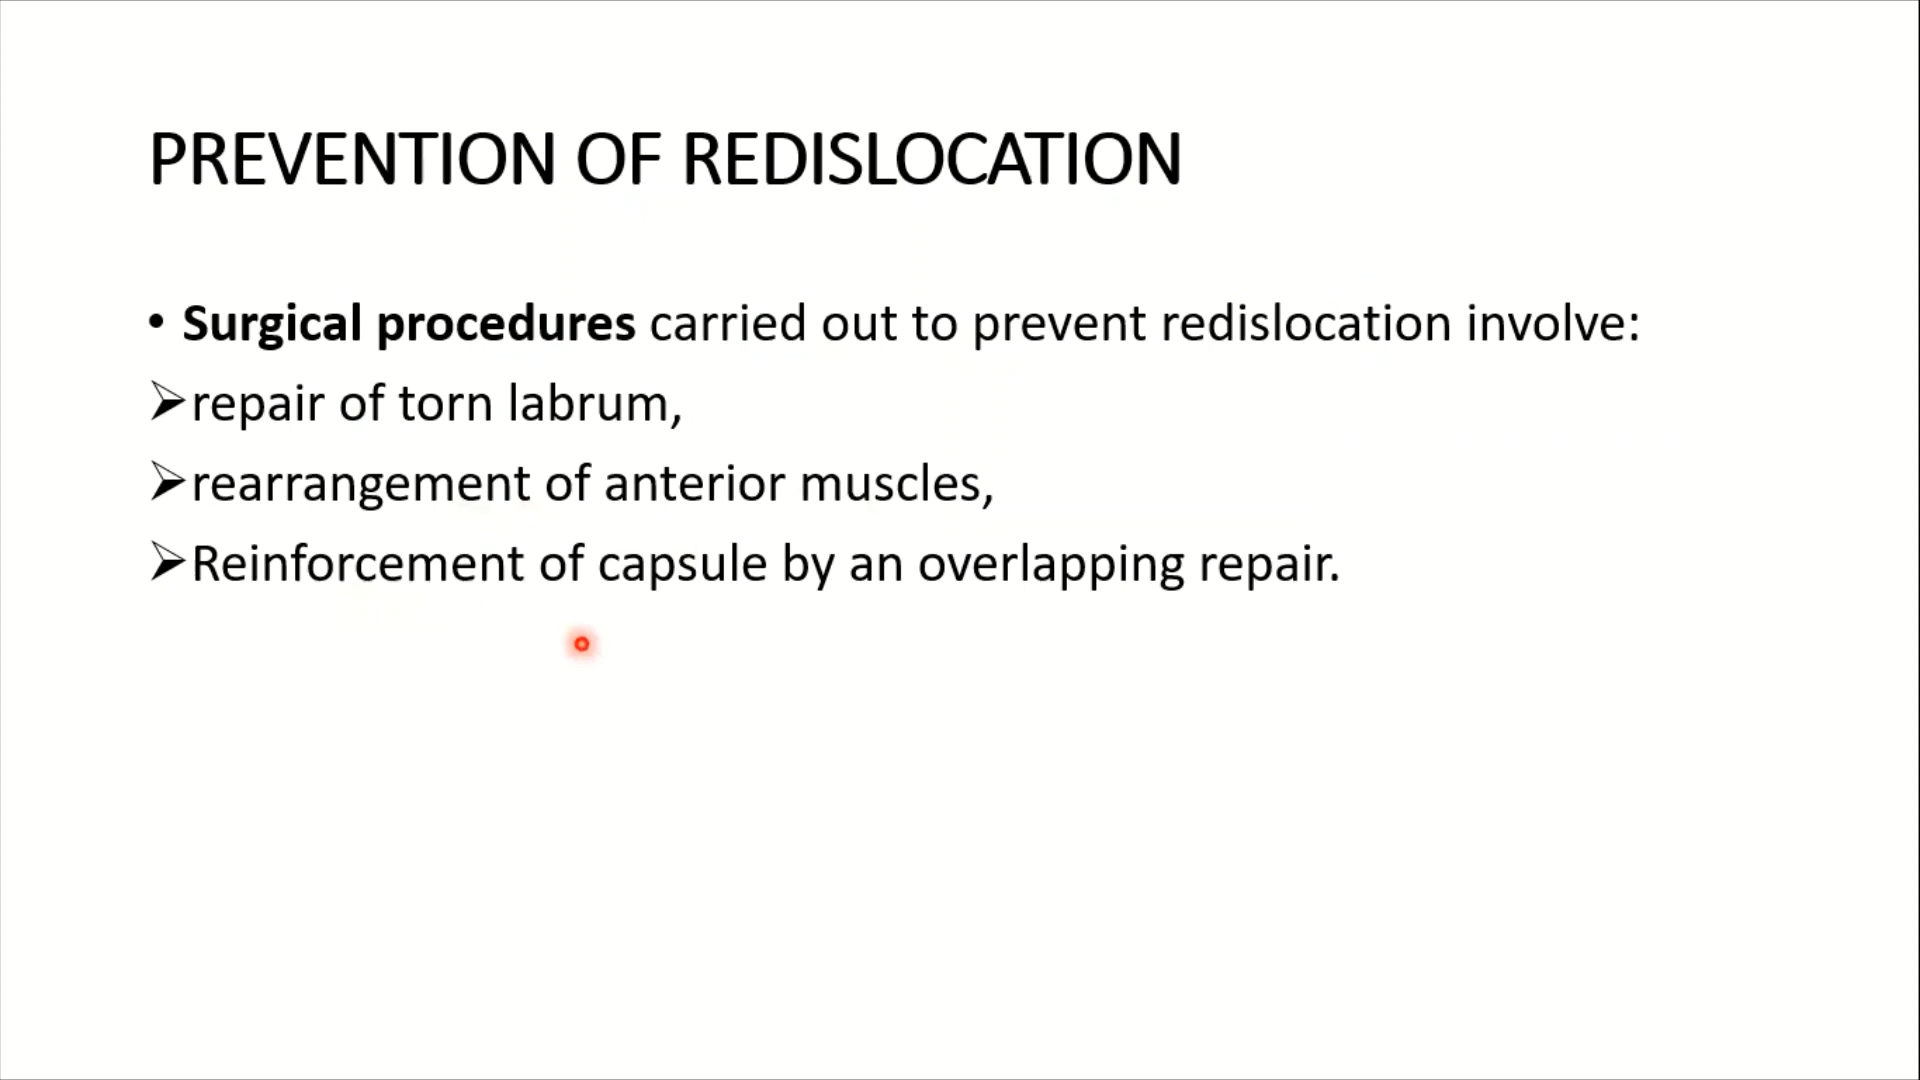 PREVENTION OF REDISLOCATION
• Surgical procedures carried out to prevent redislocation involve:
➢repair of torn labrum,
➢rearrangement of anterior muscles,
➢Reinforcement of capsule by an overlapping repair.